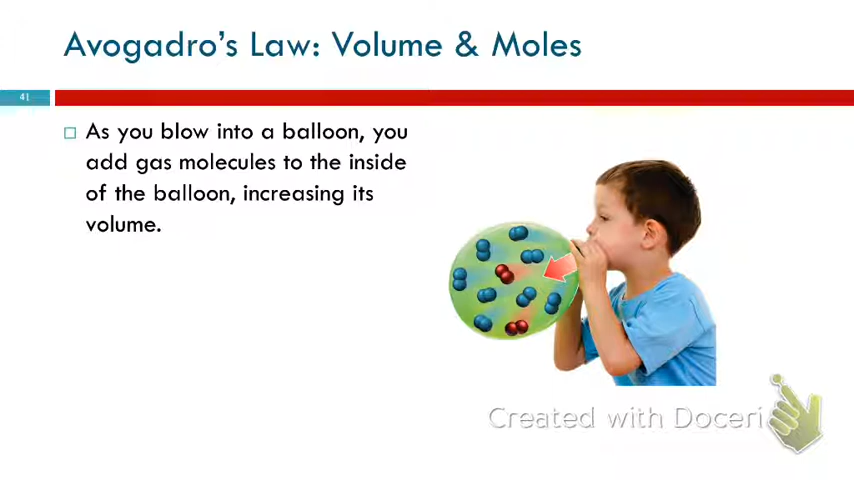 Avogadro's Law: Volume & Moles
41
As you blow into a balloon, you
add gas molecules to the inside
of the balloon, increasing its
volume.
Created with Doceri